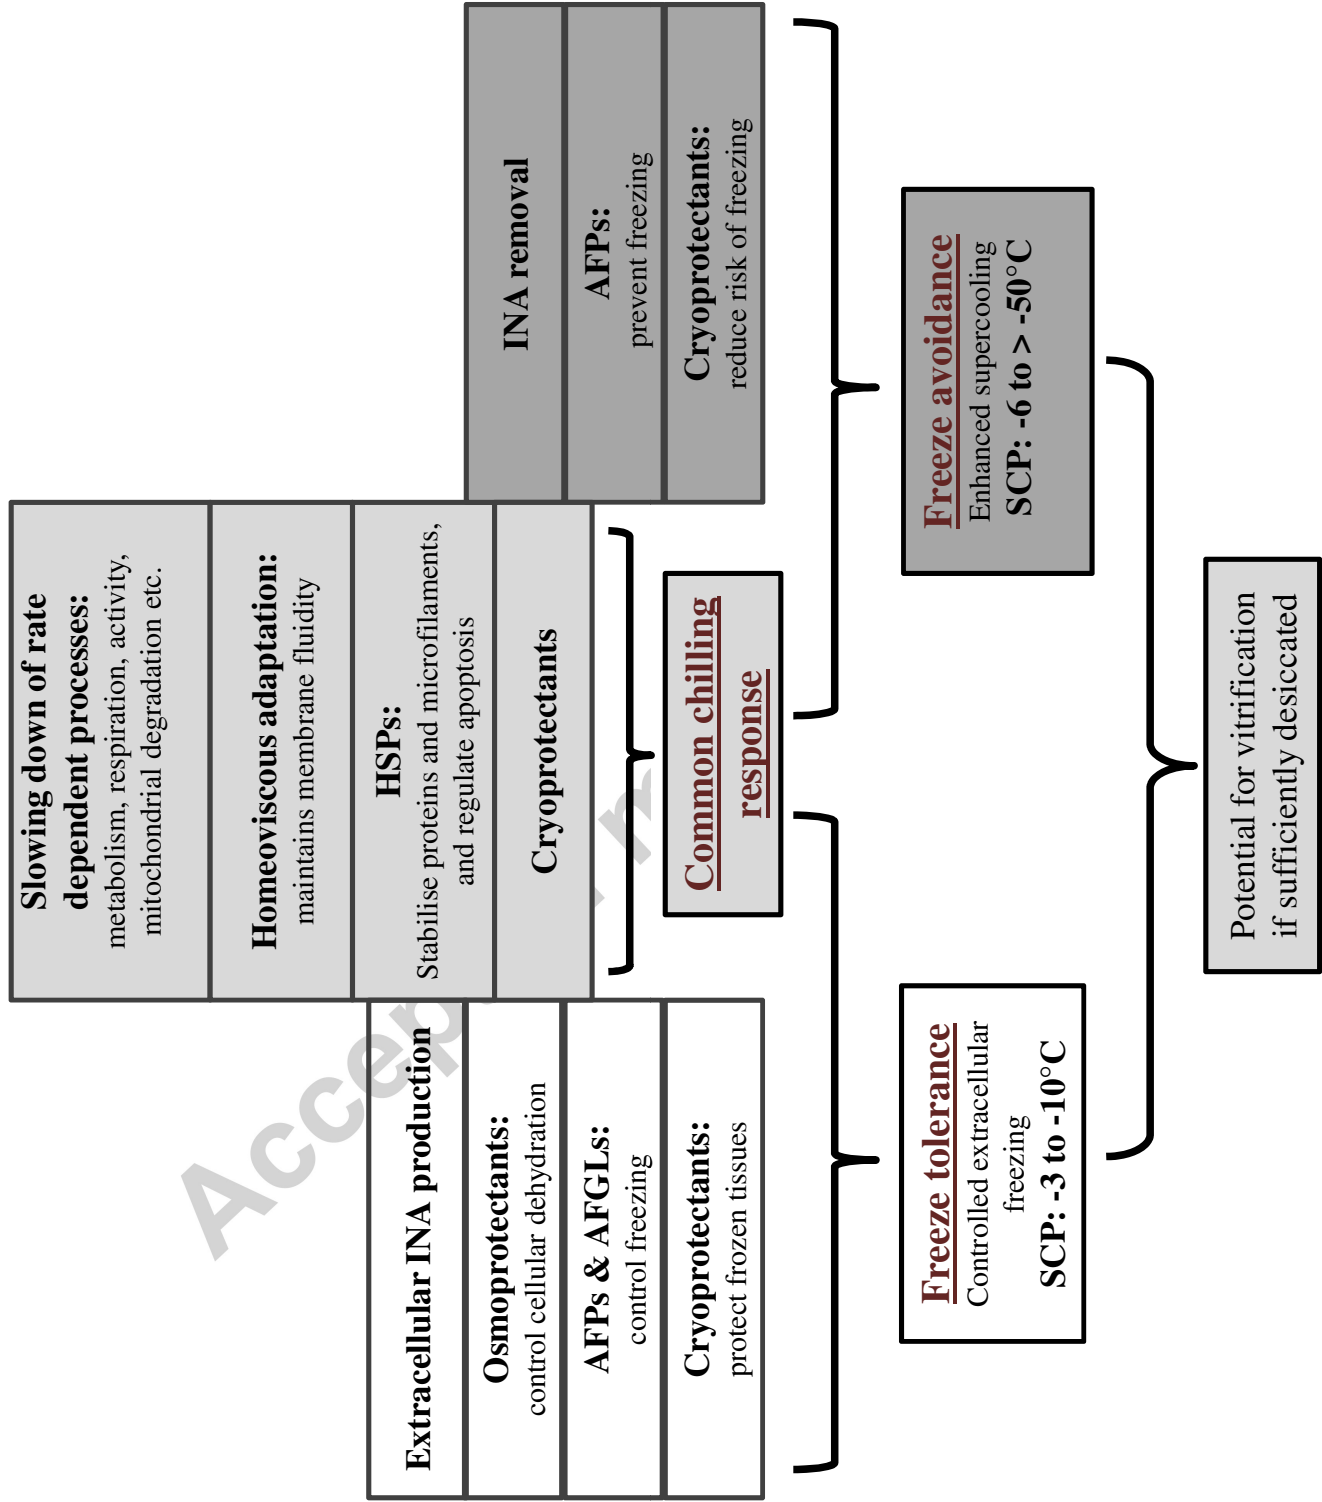 Slowing down of rate
dependent processes:
metabolism, respiration, activity,
mitochondrial degradation etc.
Homeoviscous adaptation:
maintains membrane fluidity
HSPs:
Stabilise proteins and microfilaments,
and regulate apoptosis
Cryoprotectants
Extracellular INA production
Osmoprotectants:
control cellular dehydration
AFPs & AFGLs:
control freezing
Cryoprotectants:
protect frozen tissues
INA removal
AFPs:
prevent freezing
Cryoprotectants:
reduce risk of freezing
Common chilling
response
Freeze tolerance
Controlled extracellular
freezing
SCP: -3 to -10°C
Freeze avoidance
Enhanced supercooling
SCP: -6 to > -50°C
Potential for vitrification
if sufficiently desiccated